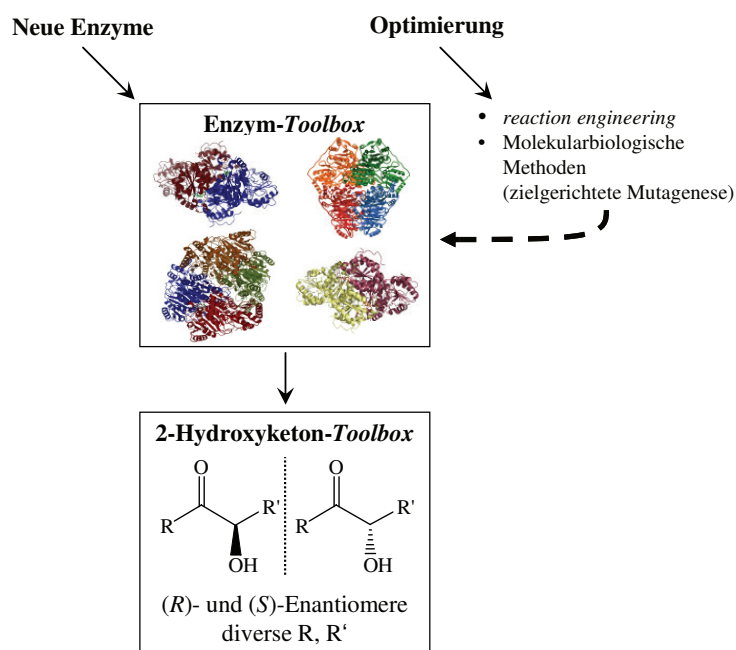 Neue Enzyme
Optimierung
Enzym-Toolbox
• reaction engineering
• Molekularbiologische
Methoden
(zielgerichtete Mutagenese)
2-Hydroxyketon-Toolbox
O
R
R'
OH
O
R
R'
OH
(R)- und (S)-Enantiomere
diverse R, R‘